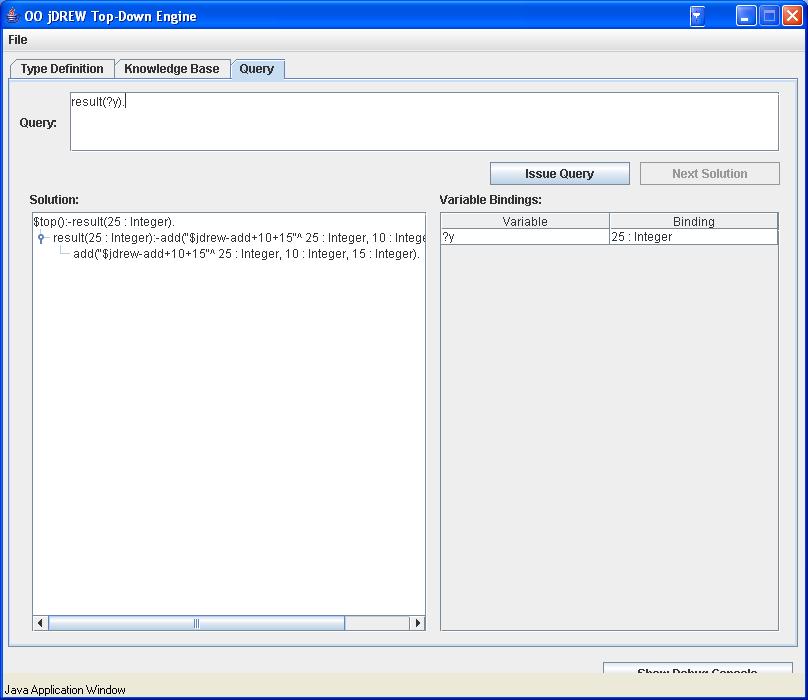 OO jDREW Top-Down Engine
File
Type Definition Knowledge Base Query
Query:
result(?y).
Issue Query Next Solution
Solution:
$top():-result(25 : Integer).
result(25 : Integer):-add("$jdrew-add+10+15"^ 25 : Integer, 10 : Intege
add("$jdrew-add+10+15"^ 25 : Integer, 10 : Integer, 15 : Integer).
Variable Bindings:
Variable Binding
?y 25 : Integer
Show Debug Console
Java Application Window